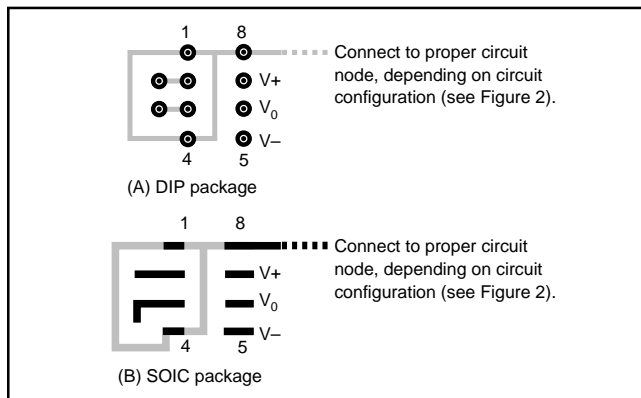 1 8
Connect to proper circuit
node, depending on circuit
configuration (see Figure 2).
V+
V0
V–
4 5
(A) DIP package
1 8
Connect to proper circuit
node, depending on circuit
configuration (see Figure 2).
V+
V0
V–
4 5
(B) SOIC package